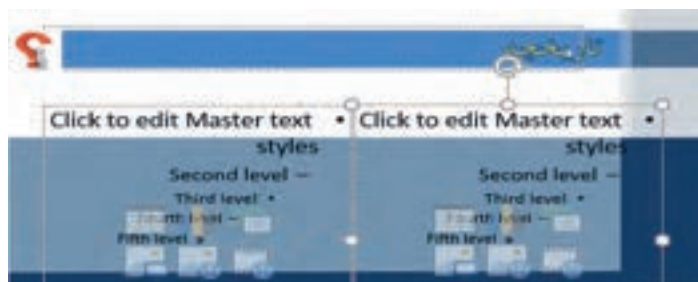 تاریخچه
Click to edit Master text •
styles
Second level –
Third level •
Fourth level –
Fifth level »
Click to edit Master text •
styles
Second level –
Third level •
Fourth level –
Fifth level »